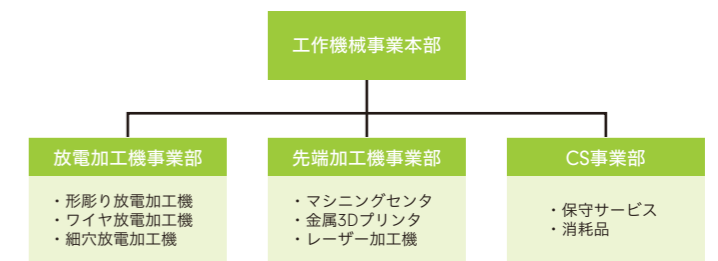 工作機械事業本部
放電加工機事業部
・形彫り放電加工機
・ワイヤ放電加工機
・細穴放電加工機
先端加工機事業部
・マシニングセンタ
・金属3Dプリンタ
・レーザー加工機
CS事業部
・保守サービス
・消耗品